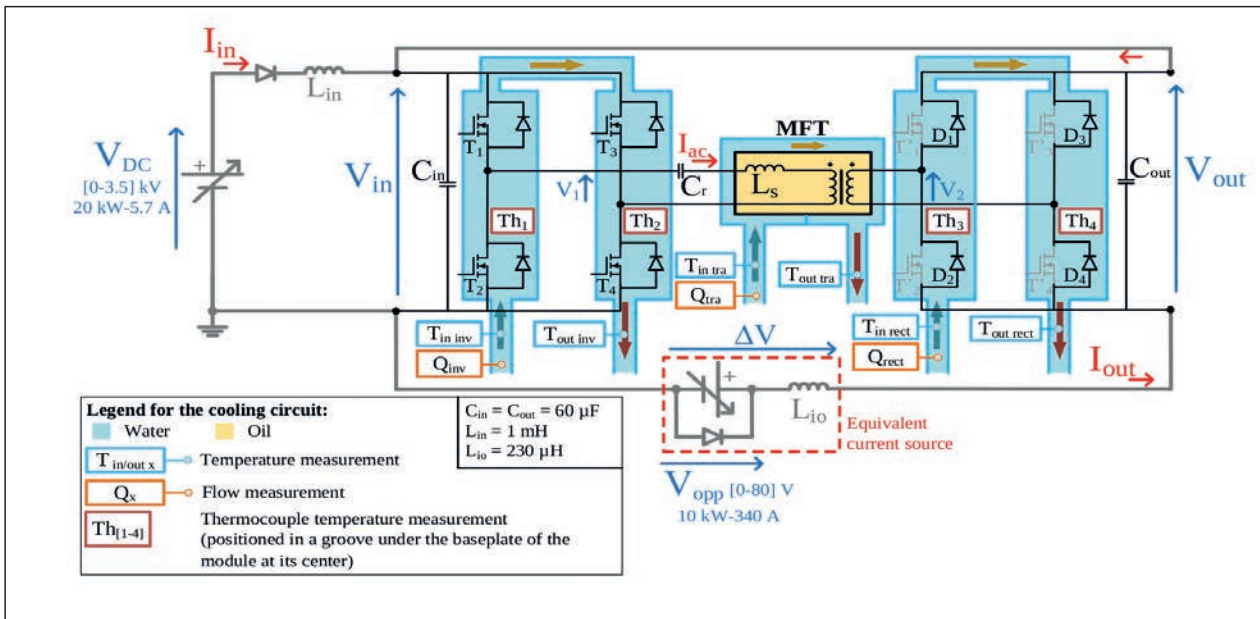 I_in
L_in
V_DC
[0-3.5] kV
20 kW-5.7 A
+
V_in
C_in
T_1
T_3
T_2
T_4
Th_1
Th_2
V_1
I_ac
C_r
MFT
L_s
V_2
D_1
D_3
Th_3
Th_4
D_2
D_4
C_out
V_out
T_in inv
Q_inv
T_out inv
T_in tra
Q_tra
T_out tra
T_in rect
Q_rect
T_out rect
I_out
ΔV
+
L_io
Equivalent
current source
V_opp [0-80] V
10 kW-340 A
Legend for the cooling circuit:
Water Oil
T_in/out x Temperature measurement
Q_x Flow measurement
Th_[1-4] Thermocouple temperature measurement
(positioned in a groove under the baseplate of the
module at its center)
C_in = C_out = 60 µF
L_in = 1 mH
L_io = 230 µH